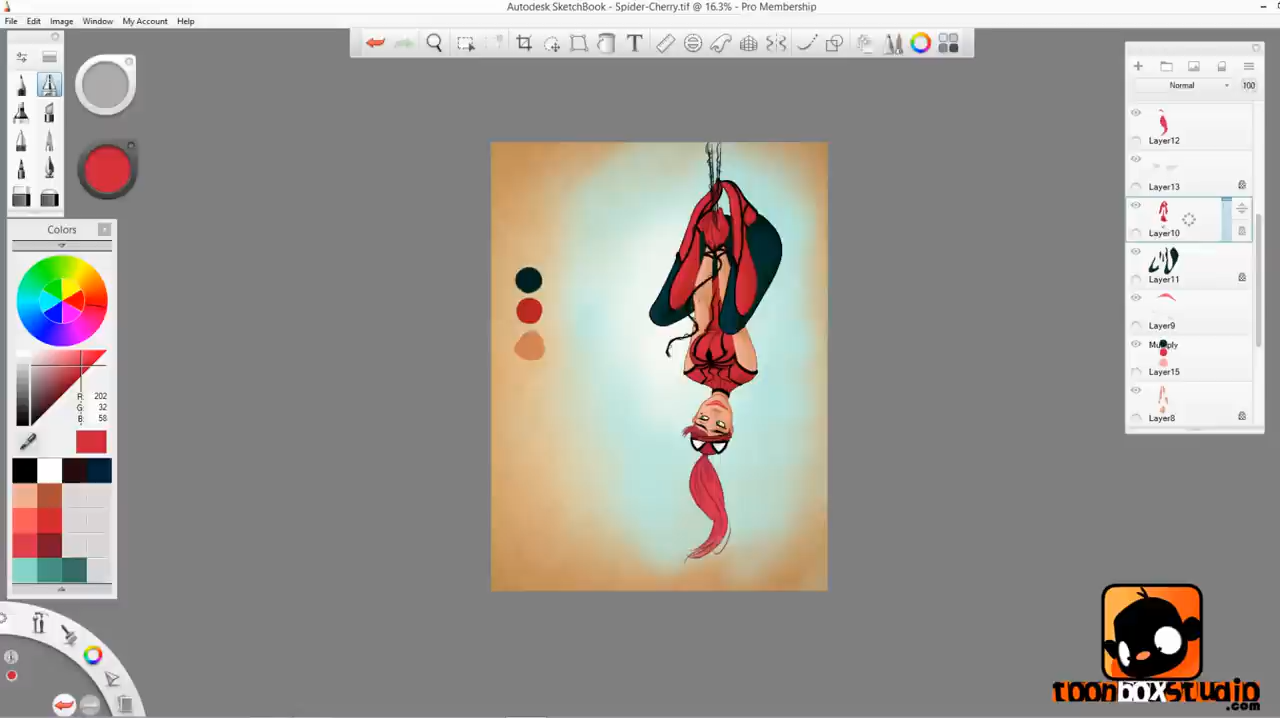 Autodesk SketchBook - Spider-Cherry.tif @ 16.3% - Pro Membership
File Edit Image Window My Account Help
Normal 100
Layer12
Layer13
Layer10
Layer11
Layer9
Multiply
Layer15
Layer8
Colors
R: 202
G: 32
B: 58
toonboxstudio
.com